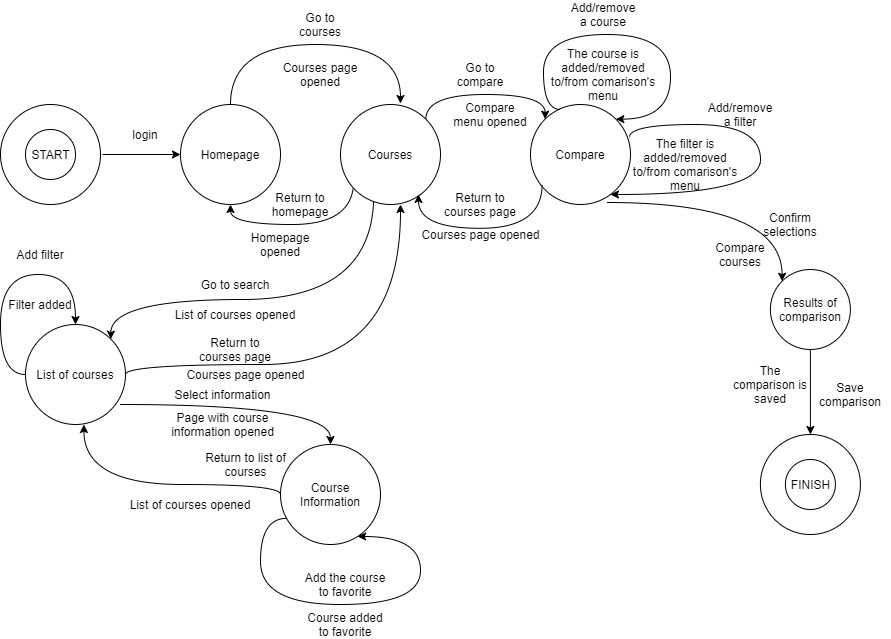 Go to
courses
Courses page
opened
Add/remove
a course
The course is
added/removed
to/from comarison's
menu
Go to
compare
Compare
menu opened
Add/remove
a filter
The filter is
added/removed
to/from comarison's
menu
START
login
Homepage
Courses
Compare
Return to
homepage
Homepage
opened
Return to
courses page
Courses page opened
Confirm
selections
Compare
courses
Add filter
Filter added
Go to search
List of courses opened
Results of
comparison
Return to
courses page
Courses page opened
List of courses
Select information
Page with course
information opened
The
comparison is
saved
Save
comparison
Return to list of
courses
List of courses opened
Course
Information
FINISH
Add the course
to favorite
Course added
to favorite